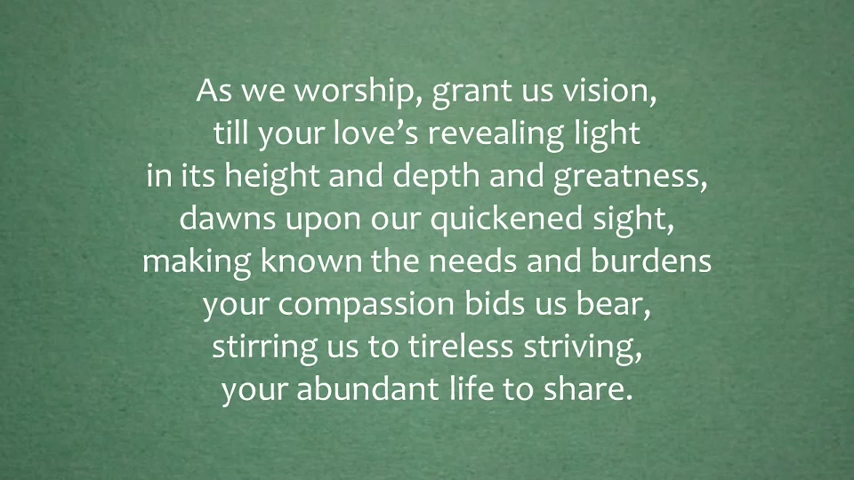 As we worship, grant us vision,
till your love’s revealing light
in its height and depth and greatness,
dawns upon our quickened sight,
making known the needs and burdens
your compassion bids us bear,
stirring us to tireless striving,
your abundant life to share.